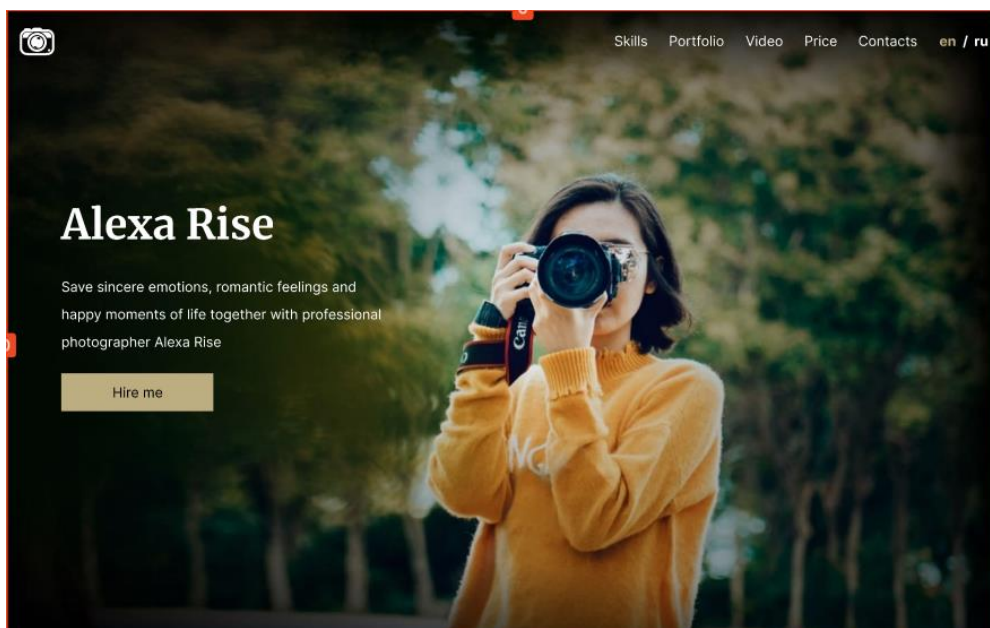 Skills Portfolio Video Price Contacts en / ru
Alexa Rise
Save sincere emotions, romantic feelings and
happy moments of life together with professional
photographer Alexa Rise
Hire me